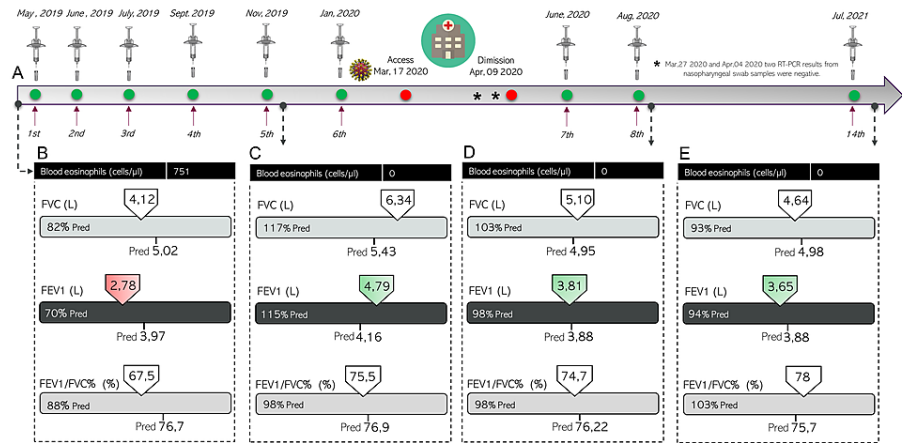 May , 2019
June , 2019
July, 2019
Sept. 2019
Nov, 2019
Jan, 2020
June, 2020
Aug, 2020
Jul, 2021
Access
Mar, 17 2020
Dimission
Apr, 09 2020
* Mar,27 2020 and Apr,04 2020 two RT-PCR results from
nasopharyngeal swab samples were negative.
A
* *
1st
2nd
3rd
4th
5th
6th
7th
8th
14th
B
Blood eosinophils (cells/µl) 751
FVC (L)
4,12
82% Pred
Pred 5,02
FEV1 (L)
2,78
70% Pred
Pred 3,97
FEV1/FVC% (%)
67,5
88% Pred
Pred 76,7
C
Blood eosinophils (cells/µl) 0
FVC (L)
6,34
117% Pred
Pred 5,43
FEV1 (L)
4,79
115% Pred
Pred 4,16
FEV1/FVC% (%)
75,5
98% Pred
Pred 76,9
D
Blood eosinophils (cells/µl) 0
FVC (L)
5,10
103% Pred
Pred 4,95
FEV1 (L)
3,81
98% Pred
Pred 3,88
FEV1/FVC% (%)
74,7
98% Pred
Pred 76,22
E
Blood eosinophils (cells/µl) 0
FVC (L)
4,64
93% Pred
Pred 4,98
FEV1 (L)
3,65
94% Pred
Pred 3,88
FEV1/FVC% (%)
78
103% Pred
Pred 75,7